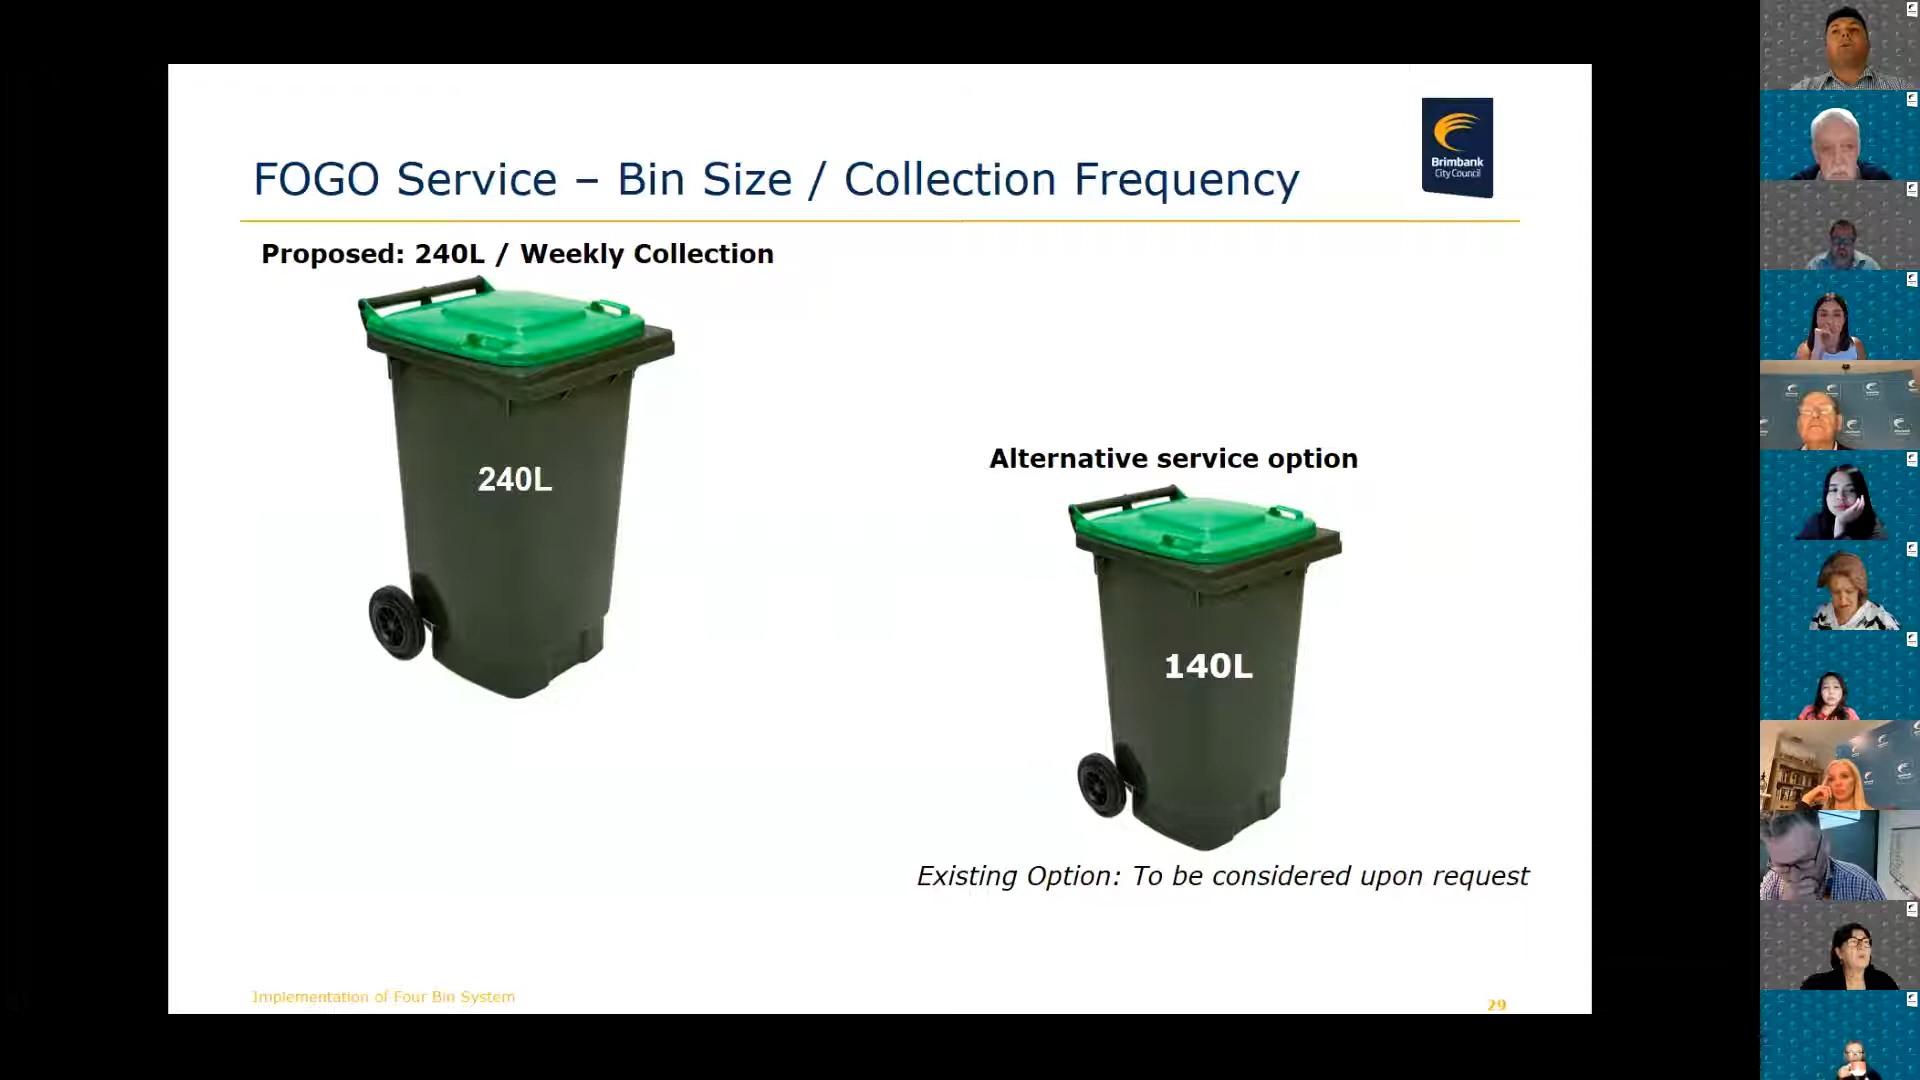 FOGO Service – Bin Size / Collection Frequency
Brimbank
City Council
Proposed: 240L / Weekly Collection
240L
Alternative service option
140L
Existing Option: To be considered upon request
Implementation of Four Bin System
29